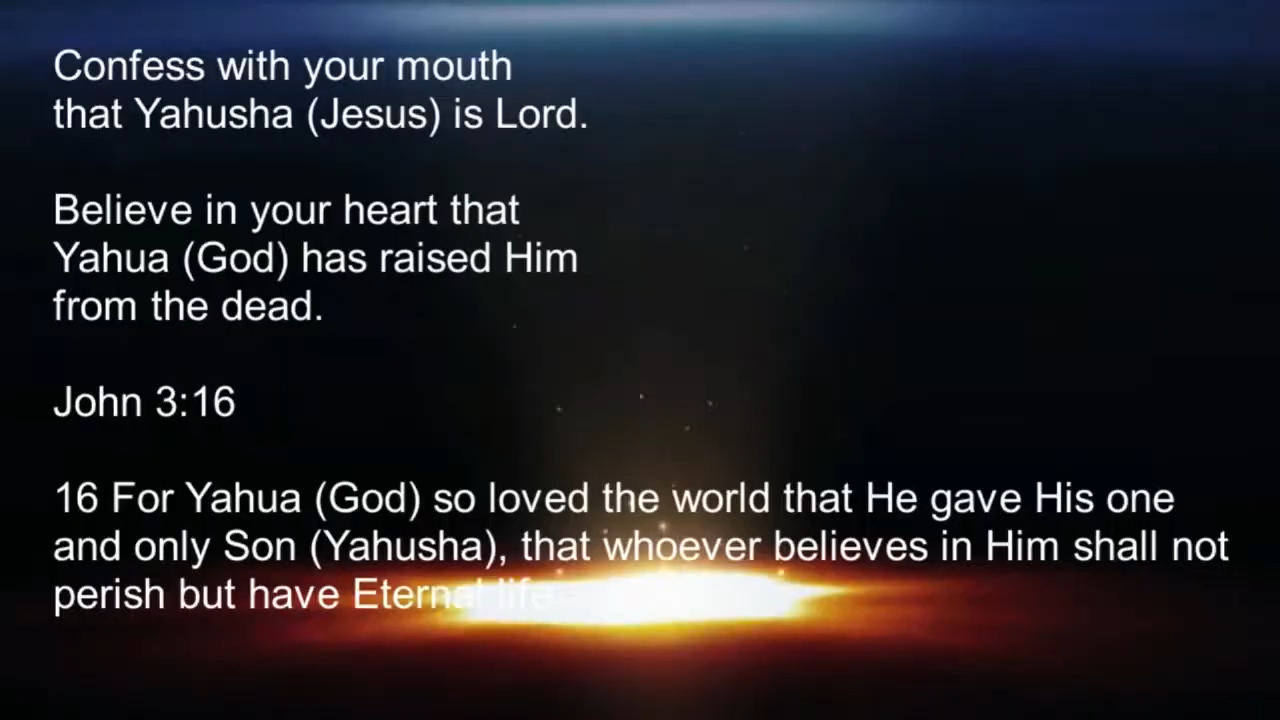 Confess with your mouth
that Yahusha (Jesus) is Lord.
Believe in your heart that
Yahua (God) has raised Him
from the dead.
John 3:16
16 For Yahua (God) so loved the world that He gave His one
and only Son (Yahusha), that whoever believes in Him shall not
perish but have Eternal life